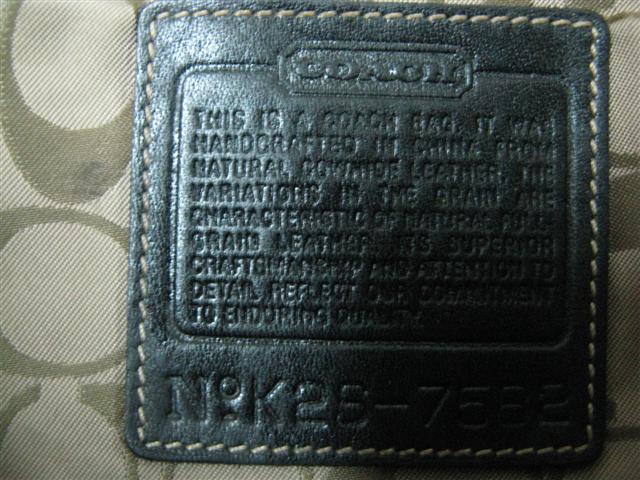 COACH
THIS IS A COACH BAG. IT WAS
HANDCRAFTED IN CHINA FROM
NATURAL COWHIDE LEATHER. THE
VARIATIONS IN THE GRAIN ARE
CHARACTERISTIC OF NATURAL FULL
GRAIN LEATHER. ITS SUPERIOR
CRAFTSMANSHIP AND ATTENTION TO
DETAIL REFLECT OUR COMMITMENT
TO ENDURING QUALITY.
No. K26-7582